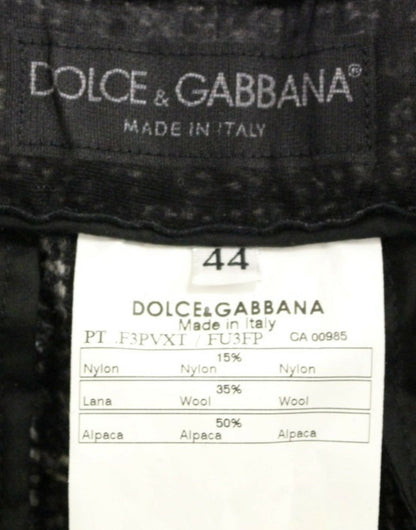 DOLCE & GABBANA®
MADE IN ITALY
44
DOLCE&GABBANA
Made in Italy
PT .F3PVXT / FU3FP CA 00985
15%
Nylon Nylon Nylon
35%
Lana Wool Wool
50%
Alpaca Alpaca Alpaca